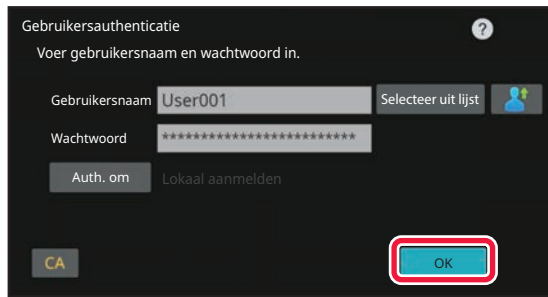 Gebruikersauthenticatie ?
Voer gebruikersnaam en wachtwoord in.
Gebruikersnaam User001 Selecteer uit lijst
Wachtwoord *************************
Auth. om Lokaal aanmelden
CA OK